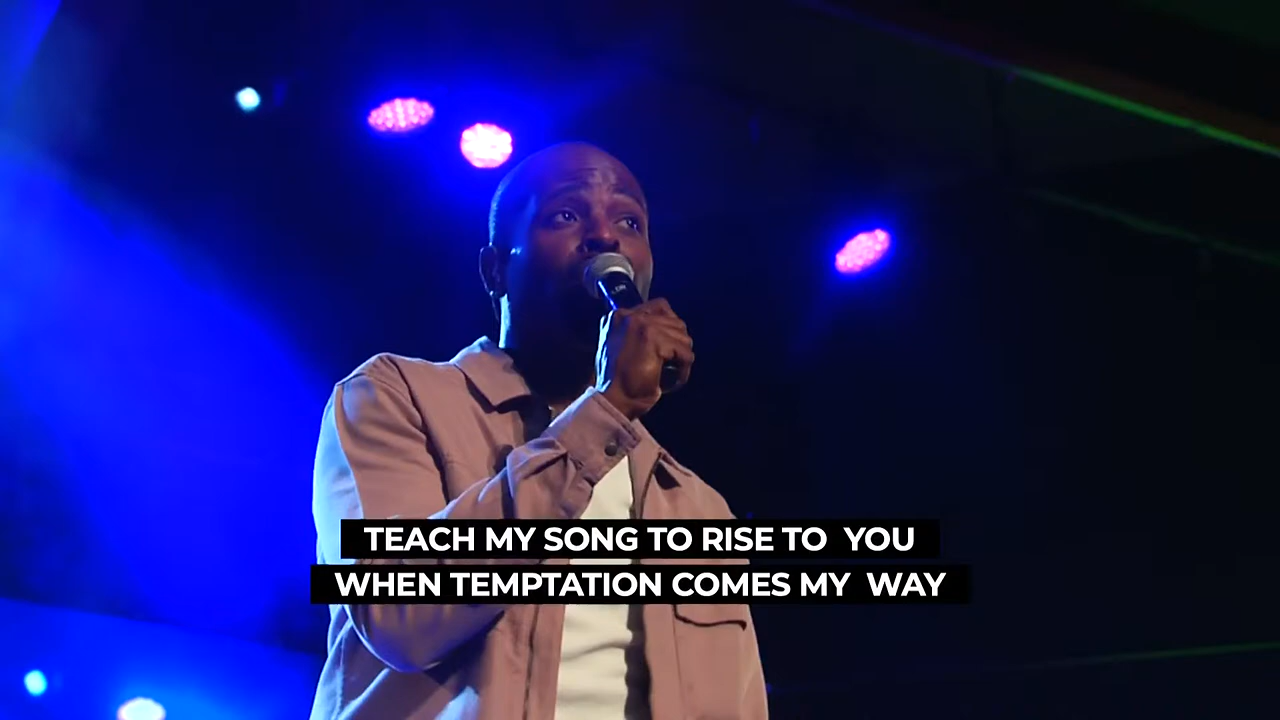 TEACH MY SONG TO RISE TO YOU
WHEN TEMPTATION COMES MY WAY